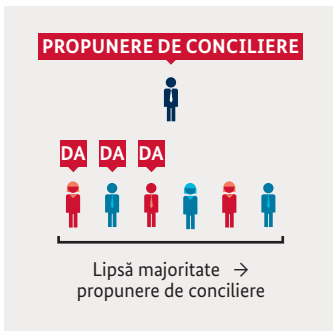 PROPUNERE DE CONCILIERE
DA DA DA
Lipsă majoritate →
propunere de conciliere